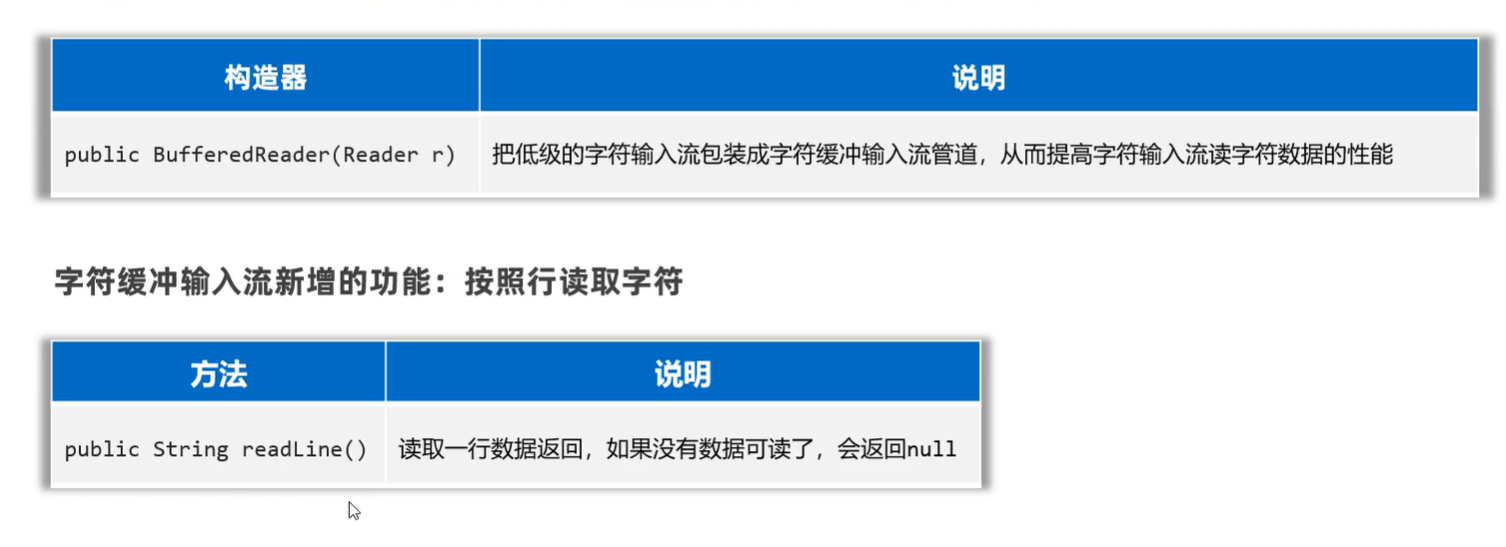 构造器 说明
public BufferedReader(Reader r) 把低级的字符输入流包装成字符缓冲输入流管道，从而提高字符输入流读字符数据的性能
字符缓冲输入流新增的功能：按照行读取字符
方法 说明
public String readLine() 读取一行数据返回，如果没有数据可读了，会返回null